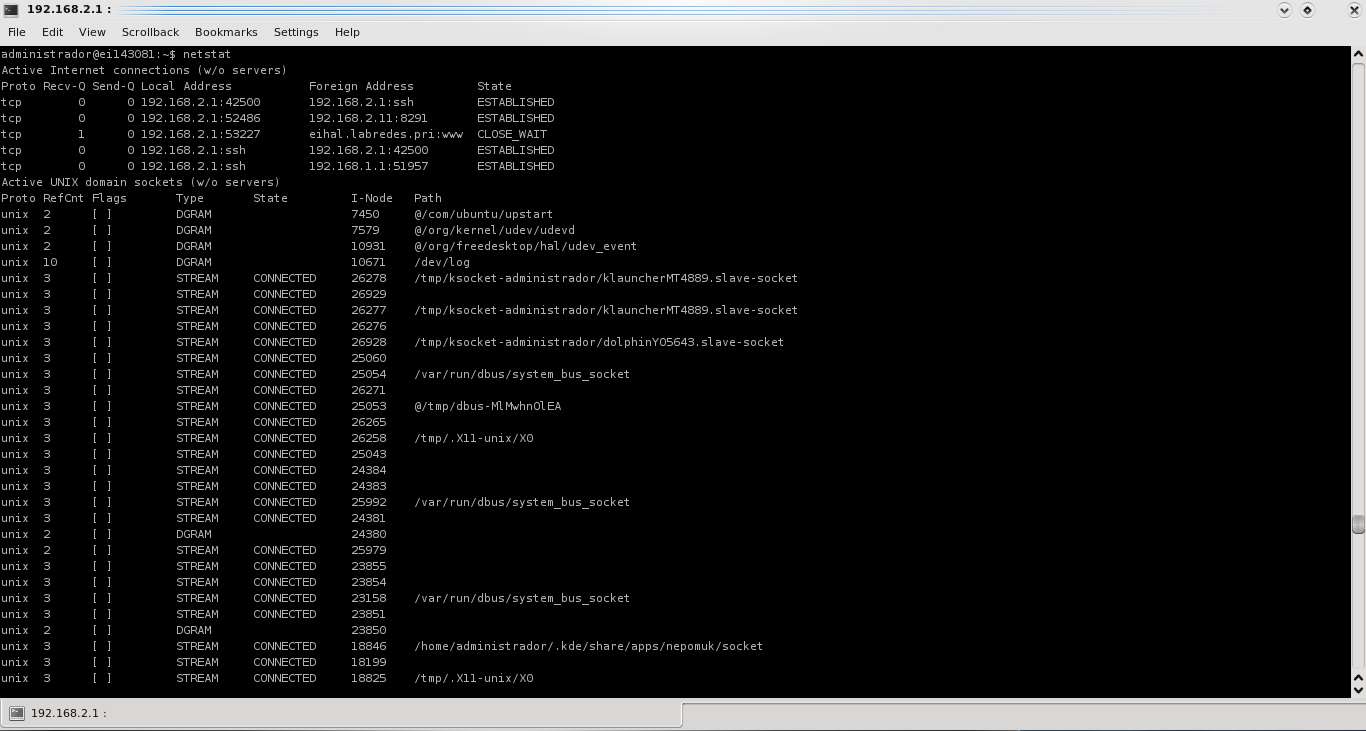 192.168.2.1 :
File Edit View Scrollback Bookmarks Settings Help
administrador@ei143081:~$ netstat
Active Internet connections (w/o servers)
Proto Recv-Q Send-Q Local Address           Foreign Address         State
tcp        0      0 192.168.2.1:42500       192.168.2.1:ssh         ESTABLISHED
tcp        0      0 192.168.2.1:52486       192.168.2.11:8291       ESTABLISHED
tcp        1      0 192.168.2.1:53227       eihal.labredes.pri:www  CLOSE_WAIT
tcp        0      0 192.168.2.1:ssh         192.168.2.1:42500       ESTABLISHED
tcp        0      0 192.168.2.1:ssh         192.168.1.1:51957       ESTABLISHED
Active UNIX domain sockets (w/o servers)
Proto RefCnt Flags       Type       State         I-Node   Path
unix  2      [ ]         DGRAM                    7450     @/com/ubuntu/upstart
unix  2      [ ]         DGRAM                    7579     @/org/kernel/udev/udevd
unix  2      [ ]         DGRAM                    10931    @/org/freedesktop/hal/udev_event
unix  10     [ ]         DGRAM                    10671    /dev/log
unix  3      [ ]         STREAM     CONNECTED     26278    /tmp/ksocket-administrador/klauncherMT4889.slave-socket
unix  3      [ ]         STREAM     CONNECTED     26929
unix  3      [ ]         STREAM     CONNECTED     26277    /tmp/ksocket-administrador/klauncherMT4889.slave-socket
unix  3      [ ]         STREAM     CONNECTED     26276
unix  3      [ ]         STREAM     CONNECTED     26928    /tmp/ksocket-administrador/dolphinYO5643.slave-socket
unix  3      [ ]         STREAM     CONNECTED     25060
unix  3      [ ]         STREAM     CONNECTED     25054    /var/run/dbus/system_bus_socket
unix  3      [ ]         STREAM     CONNECTED     26271
unix  3      [ ]         STREAM     CONNECTED     25053    @/tmp/dbus-MlMwhnOlEA
unix  3      [ ]         STREAM     CONNECTED     26265
unix  3      [ ]         STREAM     CONNECTED     26258    /tmp/.X11-unix/X0
unix  3      [ ]         STREAM     CONNECTED     25043
unix  3      [ ]         STREAM     CONNECTED     24384
unix  3      [ ]         STREAM     CONNECTED     24383
unix  3      [ ]         STREAM     CONNECTED     25992    /var/run/dbus/system_bus_socket
unix  3      [ ]         STREAM     CONNECTED     24381
unix  2      [ ]         DGRAM                    24380
unix  2      [ ]         STREAM     CONNECTED     25979
unix  3      [ ]         STREAM     CONNECTED     23855
unix  3      [ ]         STREAM     CONNECTED     23854
unix  3      [ ]         STREAM     CONNECTED     23158    /var/run/dbus/system_bus_socket
unix  3      [ ]         STREAM     CONNECTED     23851
unix  2      [ ]         DGRAM                    23850
unix  3      [ ]         STREAM     CONNECTED     18846    /home/administrador/.kde/share/apps/nepomuk/socket
unix  3      [ ]         STREAM     CONNECTED     18199
unix  3      [ ]         STREAM     CONNECTED     18825    /tmp/.X11-unix/X0
192.168.2.1 :